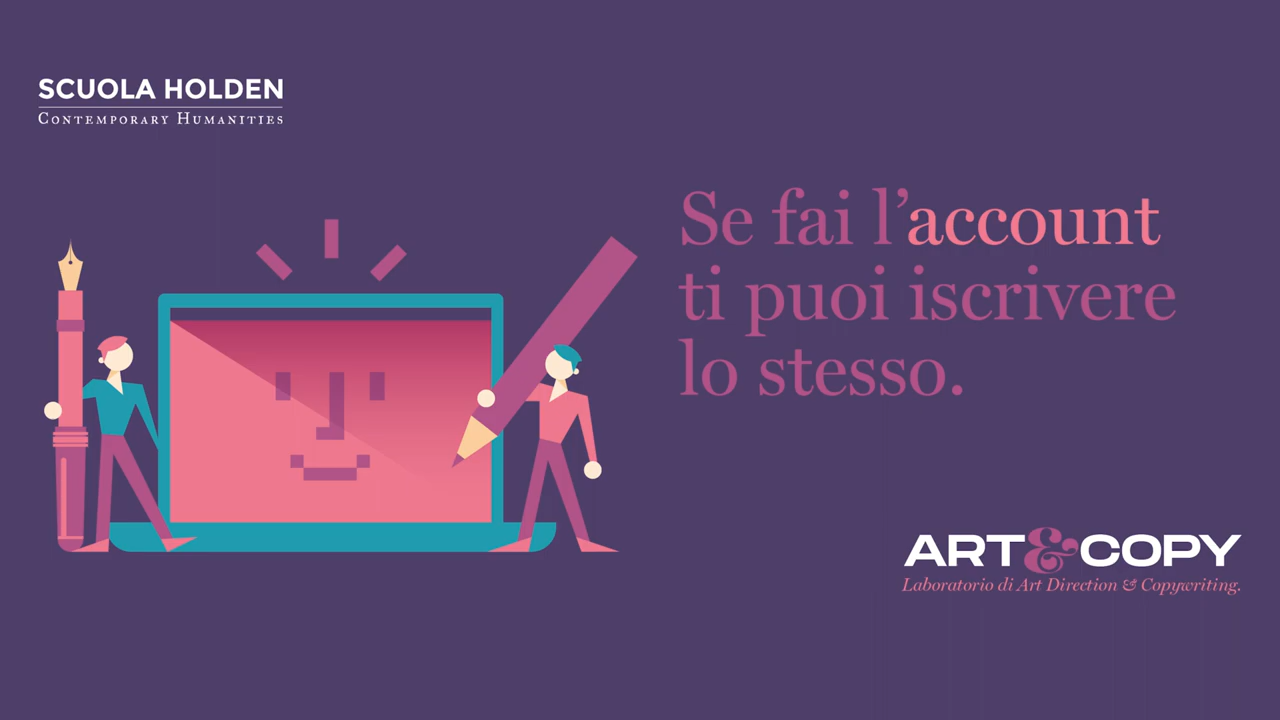 SCUOLA HOLDEN
CONTEMPORARY HUMANITIES
Se fai l’account
ti puoi iscrivere
lo stesso.
ART&COPY
Laboratorio di Art Direction & Copywriting.